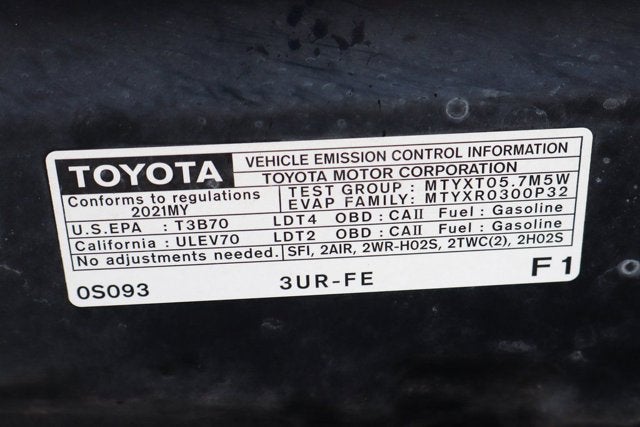 TOYOTA
VEHICLE EMISSION CONTROL INFORMATION
TOYOTA MOTOR CORPORATION
Conforms to regulations
2021MY
TEST GROUP : MTYXT05.7M5W
EVAP FAMILY: MTYXR0300P32
U.S.EPA : T3B70 LDT4 OBD : CAII Fuel : Gasoline
California : ULEV70 LDT2 OBD : CAII Fuel : Gasoline
No adjustments needed. SFI, 2AIR, 2WR-HO2S, 2TWC(2), 2HO2S
0S093 3UR-FE F1